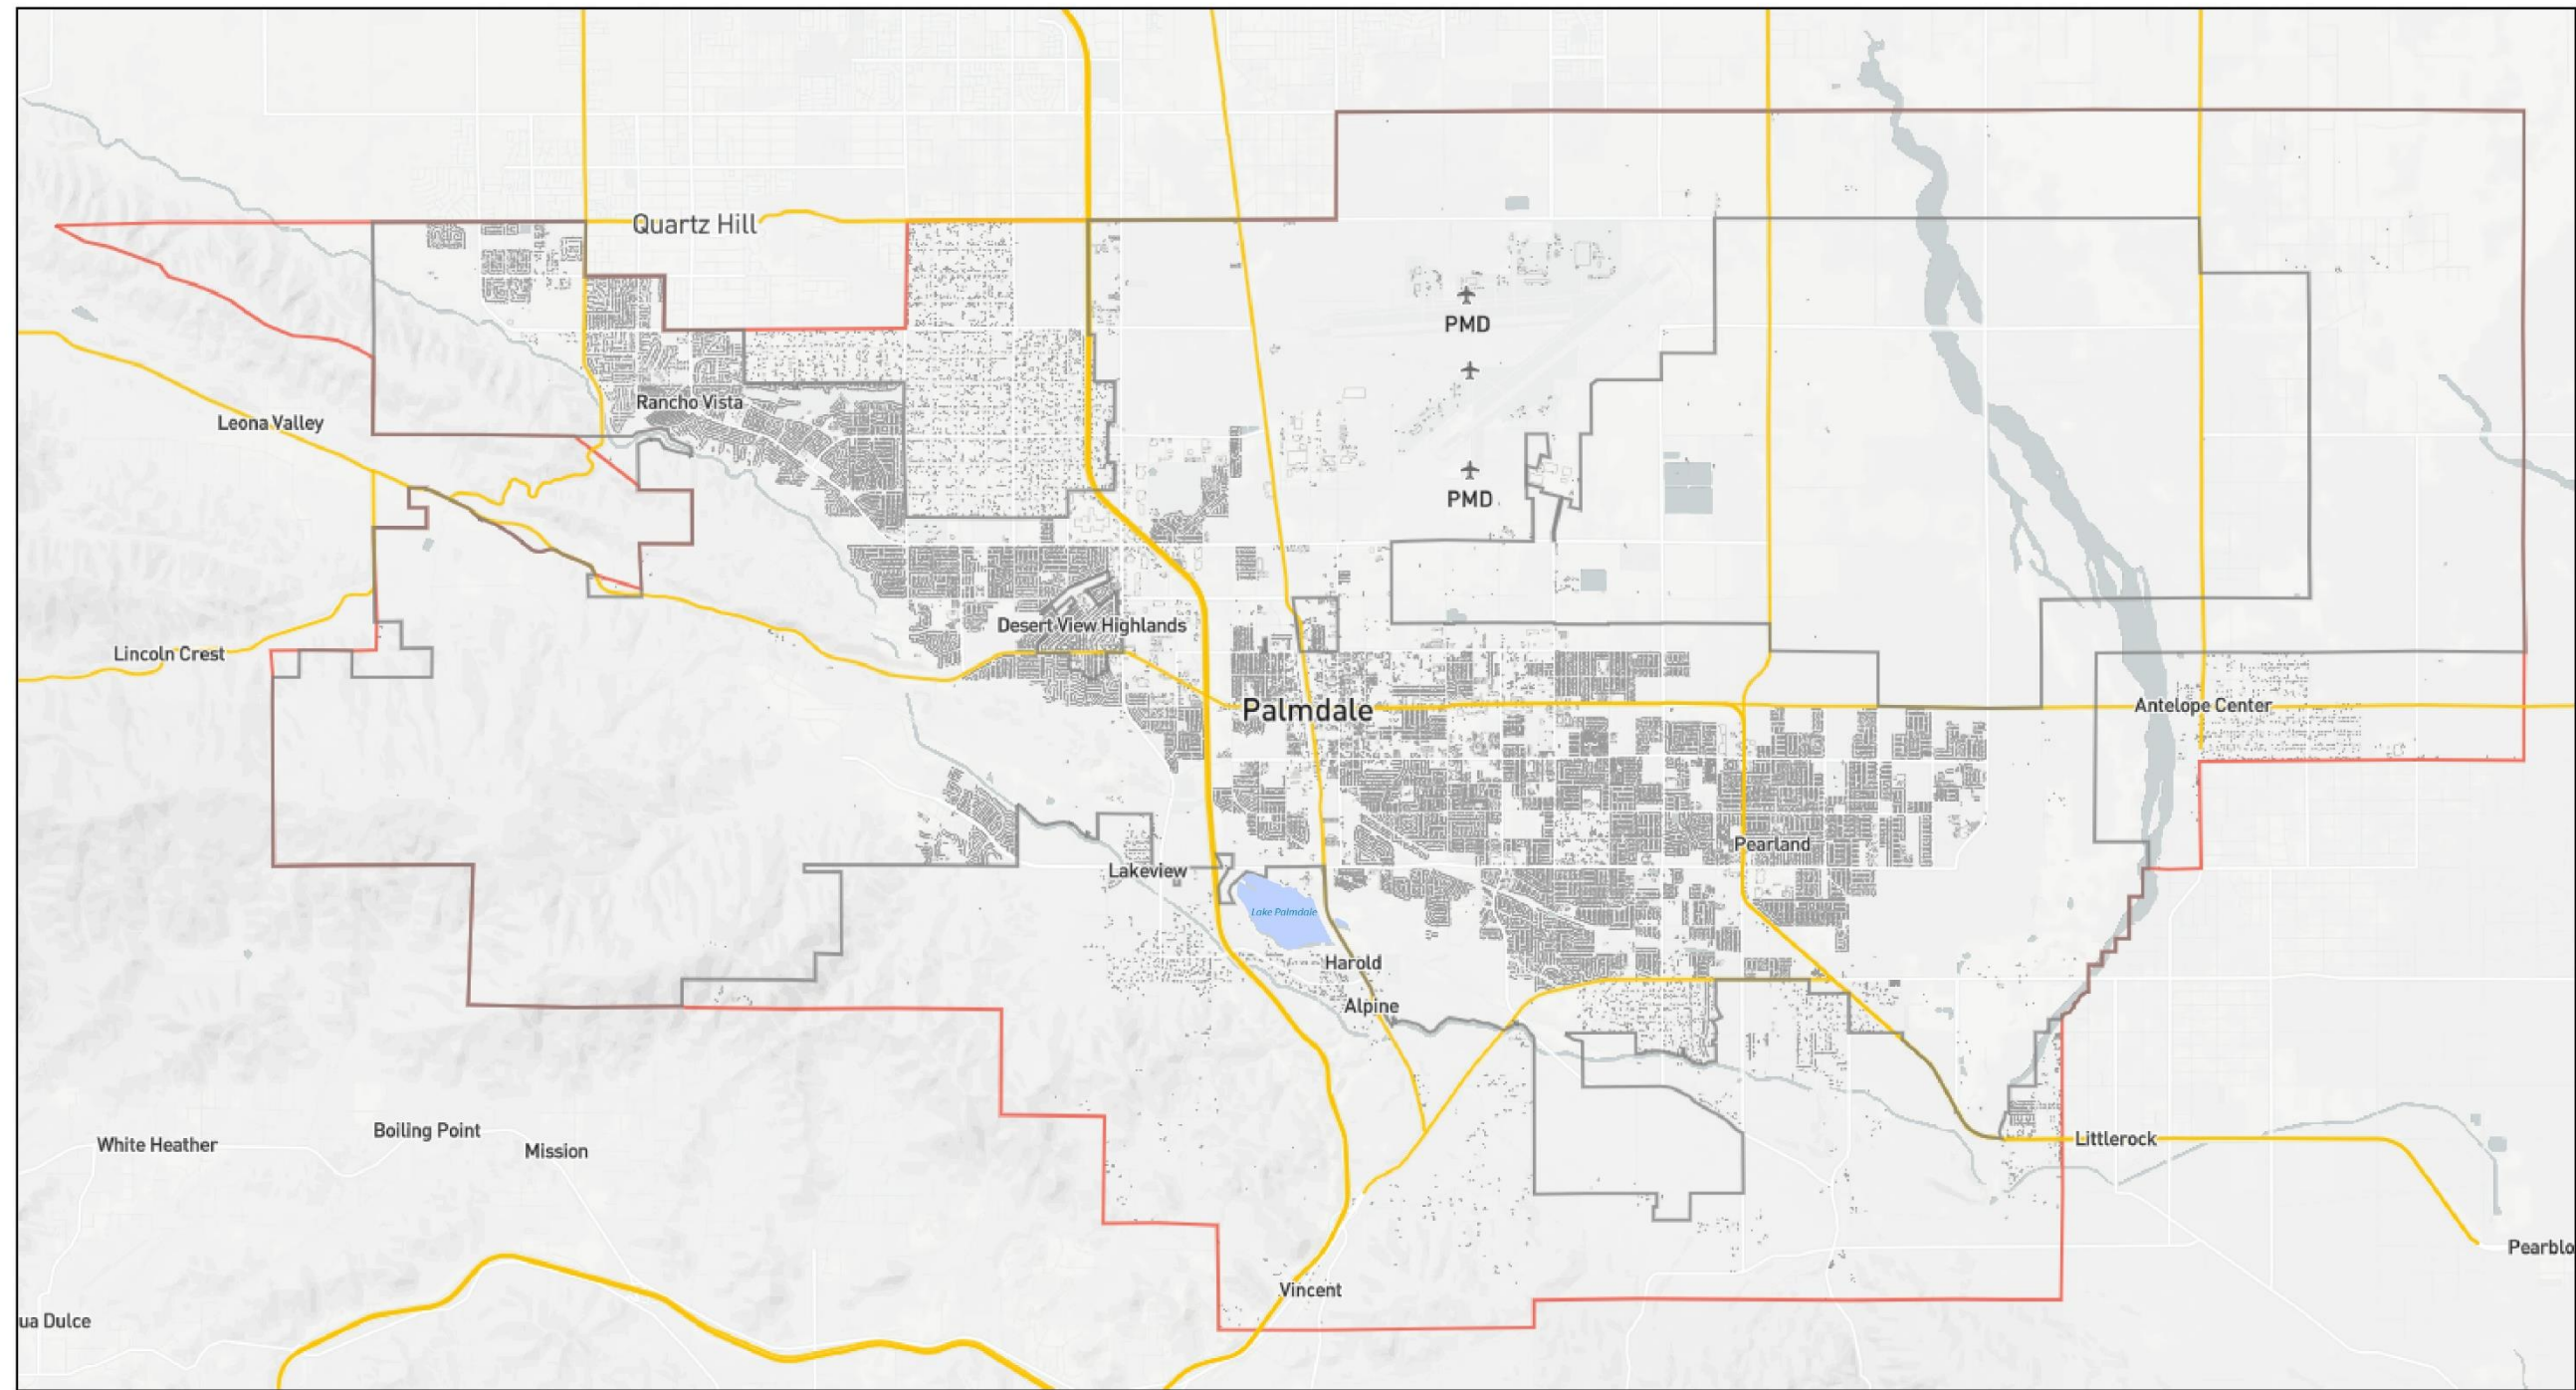 Quartz Hill
PMD
Rancho Vista
Leona Valley
PMD
Desert View Highlands
Lincoln Crest
Palmdale
Antelope Center
Pearland
Lakeview
Lake Palmdale
Harold
Alpine
Boiling Point
White Heather
Mission
Littlerock
Pearblo
Vincent
ua Dulce